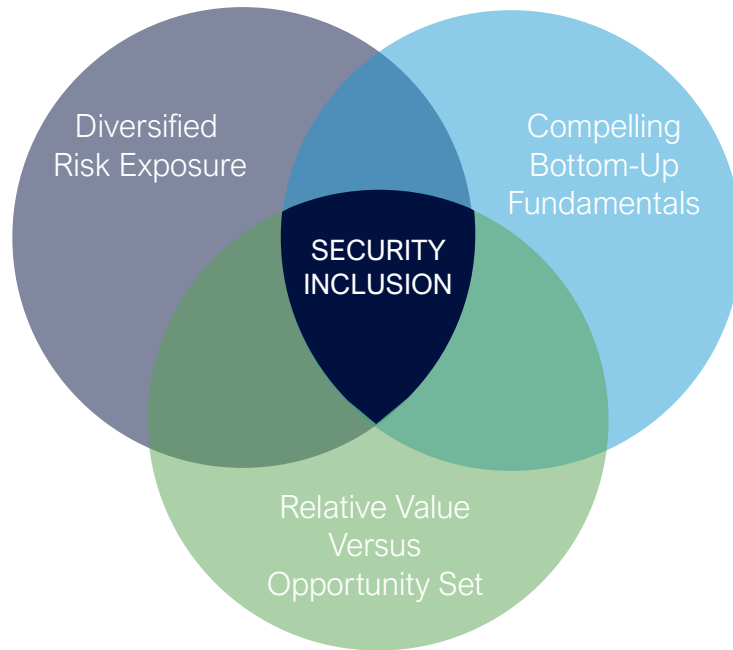 Diversified
Risk Exposure
Compelling
Bottom-Up
Fundamentals
SECURITY
INCLUSION
Relative Value
Versus
Opportunity Set